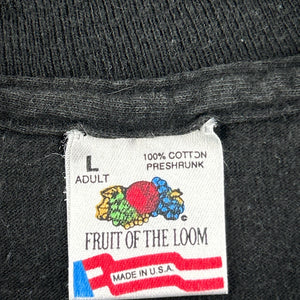 L
ADULT
100% COTTON
PRESHRUNK
FRUIT OF THE LOOM
MADE IN U.S.A.